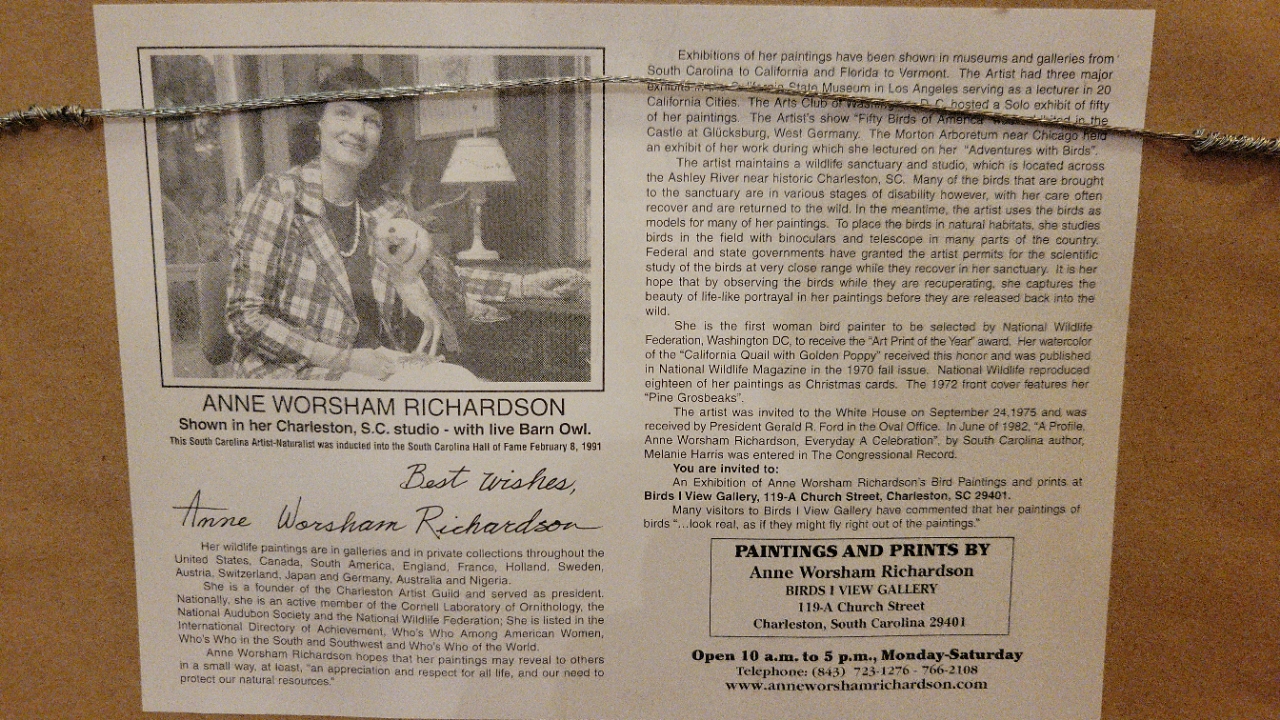 ANNE WORSHAM RICHARDSON
Shown in her Charleston, S.C. studio - with live Barn Owl.
This South Carolina Artist-Naturalist was inducted into the South Carolina Hall of Fame February 8, 1991
Best wishes,
Anne Worsham Richardson
Her wildlife paintings are in galleries and in private collections throughout the
United States, Canada, South America, England, France, Holland, Sweden,
Austria, Switzerland, Japan and Germany, Australia and Nigeria.
She is a founder of the Charleston Artist Guild and served as president.
Nationally, she is an active member of the Cornell Laboratory of Ornithology, the
National Audubon Society and the National Wildlife Federation; She is listed in the
International Directory of Achievement, Who's Who Among American Women,
Who's Who in the South and Southwest and Who's Who of the World.
Anne Worsham Richardson hopes that her paintings may reveal to others
in a small way, at least, "an appreciation and respect for all life, and our need to
protect our natural resources."
Exhibitions of her paintings have been shown in museums and galleries from
South Carolina to California and Florida to Vermont. The Artist had three major
State Museum in Los Angeles serving as a lecturer in 20
California Cities. The Arts Club of Washington, D.C. hosted a Solo exhibit of fifty
of her paintings. The Artist's show "Fifty Birds of America" in the
Castle at Glücksburg, West Germany. The Morton Arboretum near Chicago held
an exhibit of her work during which she lectured on her "Adventures with Birds".
The artist maintains a wildlife sanctuary and studio, which is located across
the Ashley River near historic Charleston, SC. Many of the birds that are brought
to the sanctuary are in various stages of disability however, with her care often
recover and are returned to the wild. In the meantime, the artist uses the birds as
models for many of her paintings. To place the birds in natural habitats, she studies
birds in the field with binoculars and telescope in many parts of the country.
Federal and state governments have granted the artist permits for the scientific
study of the birds at very close range while they recover in her sanctuary. It is her
hope that by observing the birds while they are recuperating, she captures the
beauty of life-like portrayal in her paintings before they are released back into the
wild.
She is the first woman bird painter to be selected by National Wildlife
Federation, Washington DC, to receive the "Art Print of the Year" award. Her watercolor
of the "California Quail with Golden Poppy" received this honor and was published
in National Wildlife Magazine in the 1970 fall issue. National Wildlife reproduced
eighteen of her paintings as Christmas cards. The 1972 front cover features her
"Pine Grosbeaks".
The artist was invited to the White House on September 24,1975 and was
received by President Gerald R. Ford in the Oval Office. In June of 1982, "A Profile,
Anne Worsham Richardson, Everyday A Celebration", by South Carolina author,
Melanie Harris was entered in The Congressional Record.
You are invited to:
An Exhibition of Anne Worsham Richardson's Bird Paintings and prints at
Birds I View Gallery, 119-A Church Street, Charleston, SC 29401.
Many visitors to Birds I View Gallery have commented that her paintings of
birds "...look real, as if they might fly right out of the paintings."
PAINTINGS AND PRINTS BY
Anne Worsham Richardson
BIRDS I VIEW GALLERY
119-A Church Street
Charleston, South Carolina 29401
Open 10 a.m. to 5 p.m., Monday-Saturday
Telephone: (843) 723-1276 - 766-2108
www.anneworshamrichardson.com